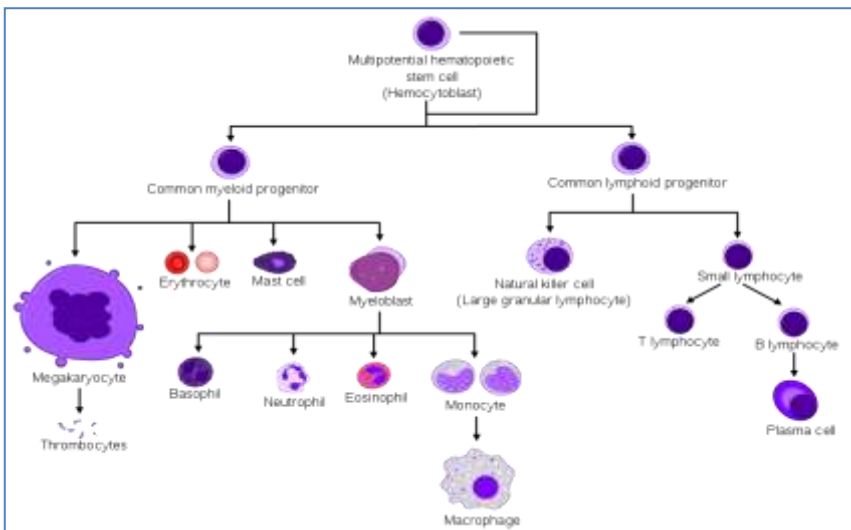 Multipotential hematopoietic
stem cell
(Hemocytoblast)
Common myeloid progenitor
Common lymphoid progenitor
Erythrocyte
Mast cell
Myeloblast
Natural killer cell
(Large granular lymphocyte)
Small lymphocyte
T lymphocyte
B lymphocyte
Megakaryocyte
Basophil
Neutrophil
Eosinophil
Monocyte
Plasma cell
Thrombocytes
Macrophage